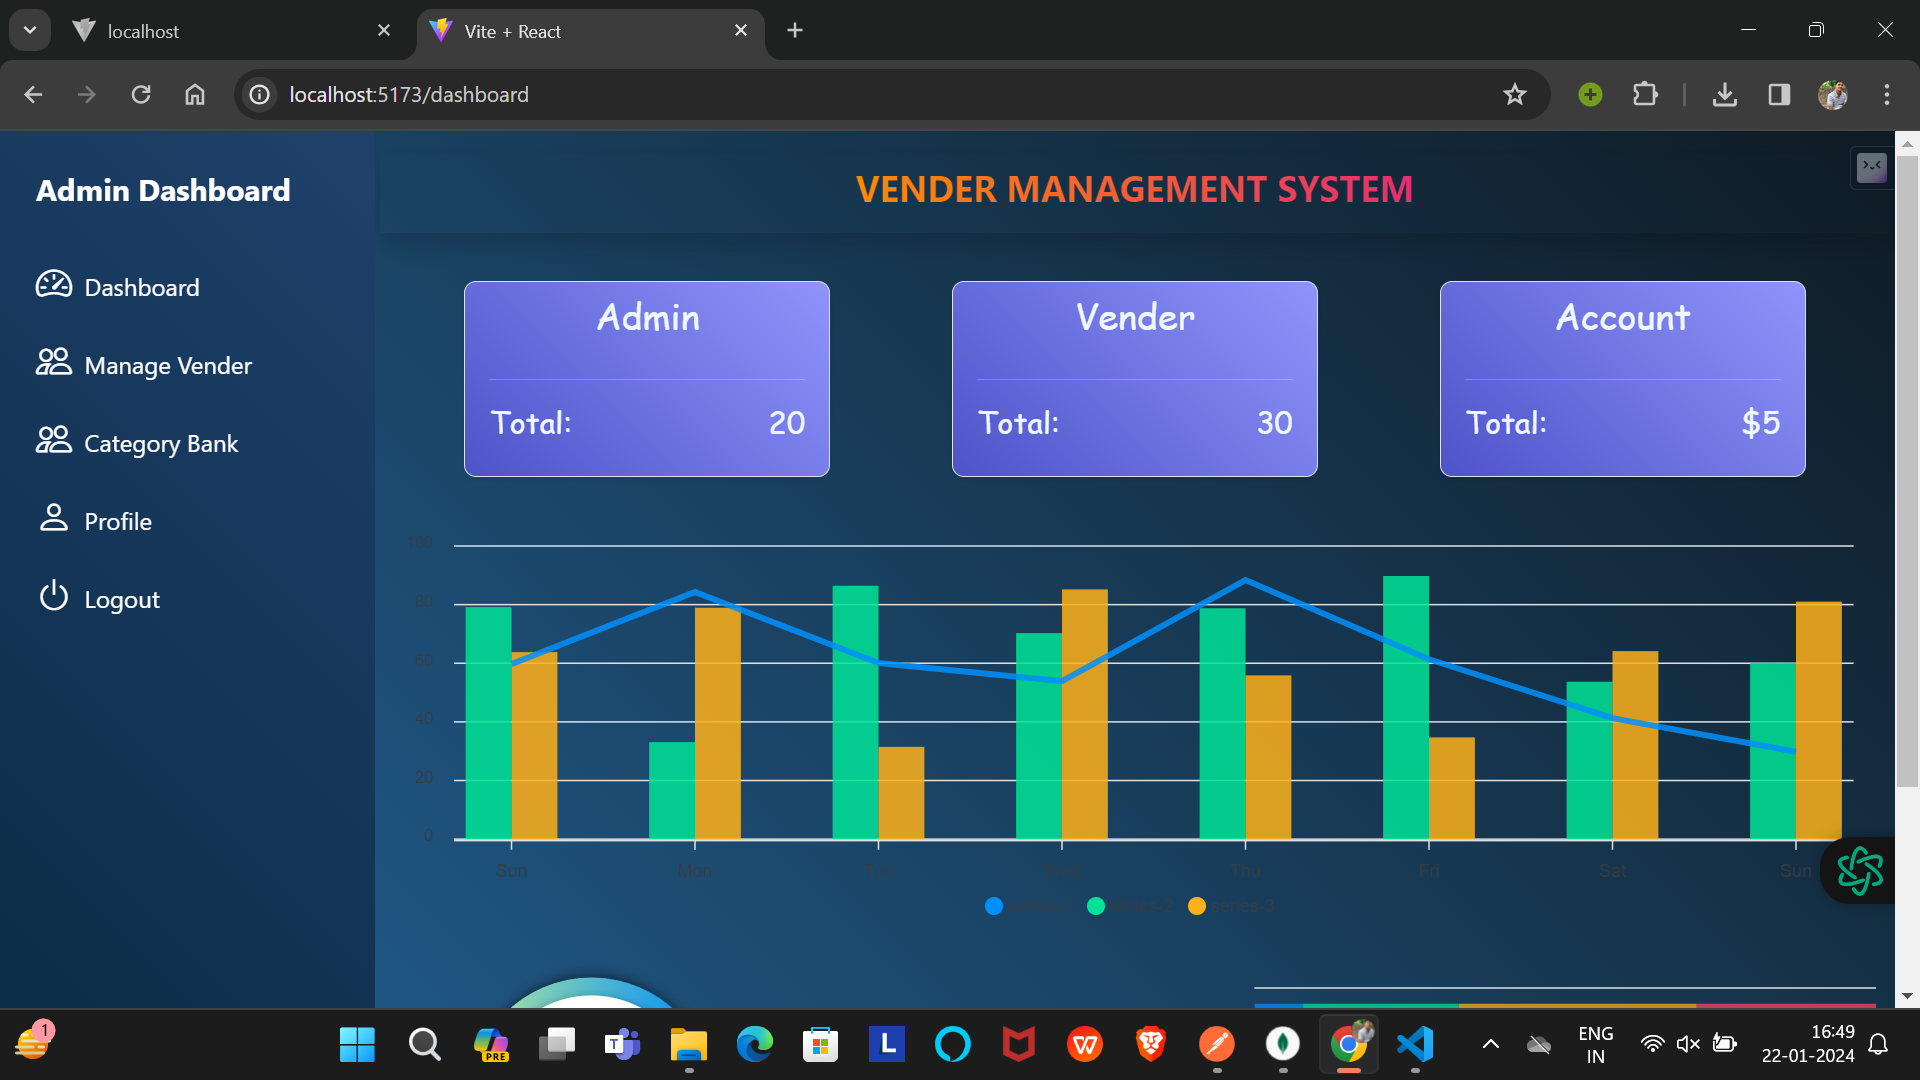 localhost
Vite + React
localhost:5173/dashboard
Admin Dashboard
VENDER MANAGEMENT SYSTEM
Dashboard
Manage Vender
Category Bank
Profile
Logout
Admin
Total: 20
Vender
Total: 30
Account
Total: $5
100
80
60
40
20
0
Sun Mon Tue Wed Thu Fri Sat Sun
series-1 series-2 series-3
1
PRE
T
L
W
ENG
IN
16:49
22-01-2024